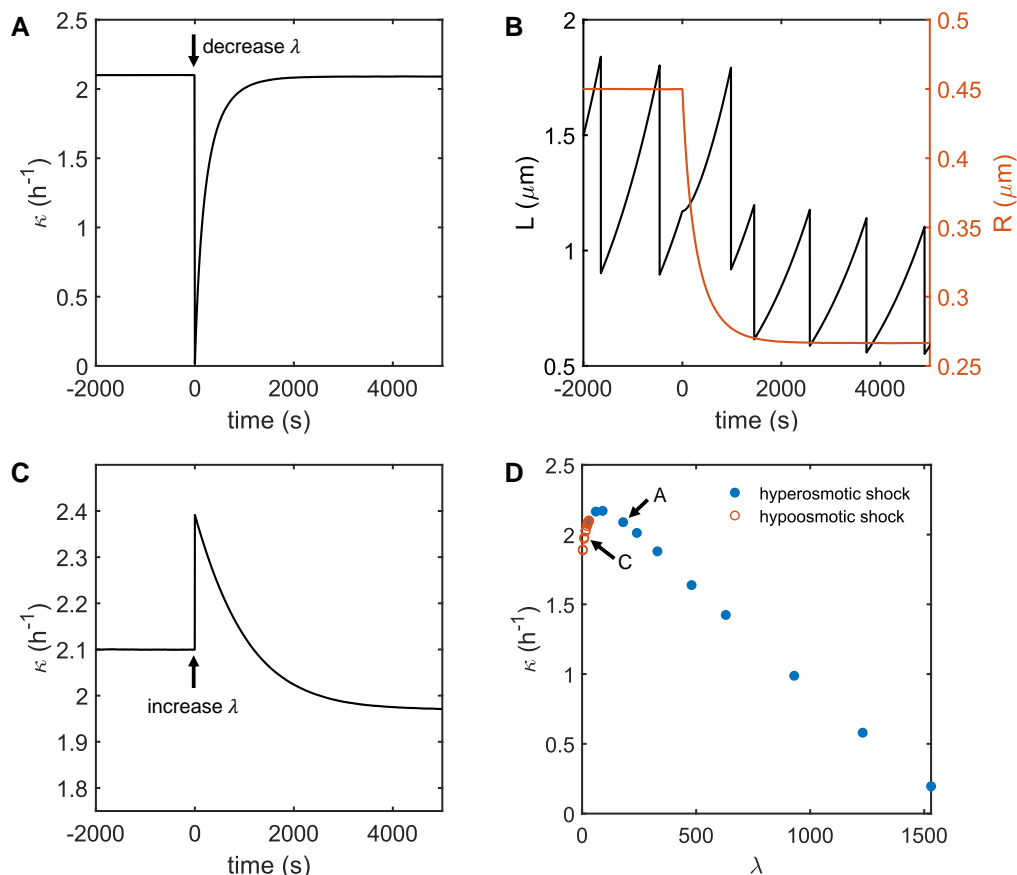 A
2.5
2
1.5
1
0.5
0
κ (h⁻¹)
decrease λ
-2000 0 2000 4000
time (s)
B
2
1.5
1
0.5
L (μm)
0.5
0.45
0.4
0.35
0.3
0.25
R (μm)
-2000 0 2000 4000
time (s)
C
2.4
2.3
2.2
2.1
2
1.9
1.8
κ (h⁻¹)
increase λ
-2000 0 2000 4000
time (s)
D
2.5
2
1.5
1
0.5
0
κ (h⁻¹)
A
C
hyperosmotic shock
hypoosmotic shock
0 500 1000 1500
λ